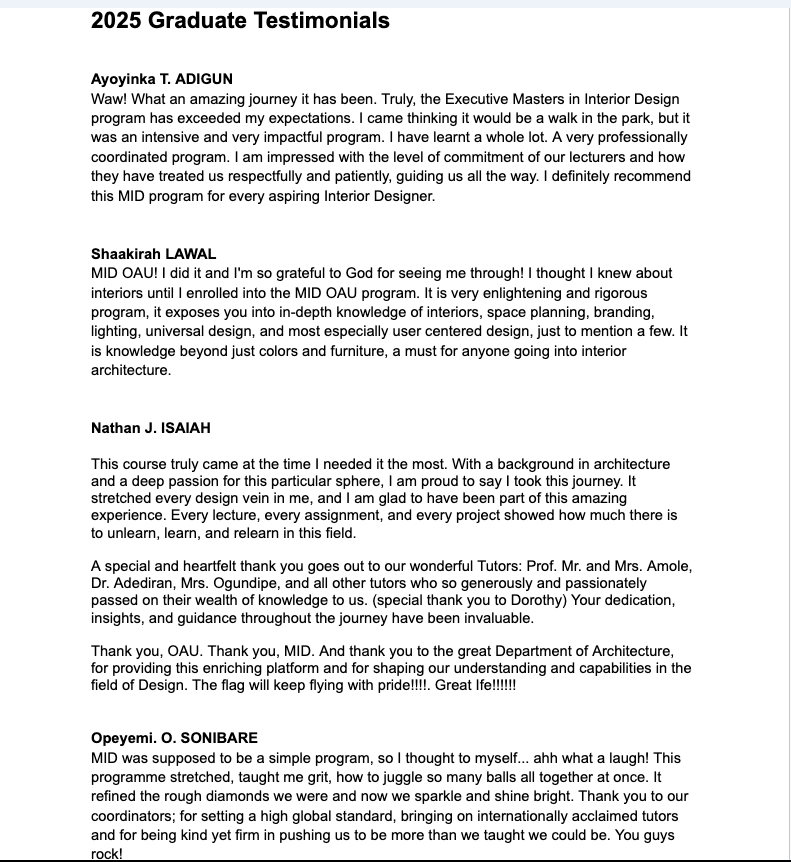 2025 Graduate Testimonials
Ayoyinka T. ADIGUN
Waw! What an amazing journey it has been. Truly, the Executive Masters in Interior Design
program has exceeded my expectations. I came thinking it would be a walk in the park, but it
was an intensive and very impactful program. I have learnt a whole lot. A very professionally
coordinated program. I am impressed with the level of commitment of our lecturers and how
they have treated us respectfully and patiently, guiding us all the way. I definitely recommend
this MID program for every aspiring Interior Designer.
Shaakirah LAWAL
MID OAU! I did it and I'm so grateful to God for seeing me through! I thought I knew about
interiors until I enrolled into the MID OAU program. It is very enlightening and rigorous
program, it exposes you into in-depth knowledge of interiors, space planning, branding,
lighting, universal design, and most especially user centered design, just to mention a few. It
is knowledge beyond just colors and furniture, a must for anyone going into interior
architecture.
Nathan J. ISAIAH
This course truly came at the time I needed it the most. With a background in architecture
and a deep passion for this particular sphere, I am proud to say I took this journey. It
stretched every design vein in me, and I am glad to have been part of this amazing
experience. Every lecture, every assignment, and every project showed how much there is
to unlearn, learn, and relearn in this field.
A special and heartfelt thank you goes out to our wonderful Tutors: Prof. Mr. and Mrs. Amole,
Dr. Adediran, Mrs. Ogundipe, and all other tutors who so generously and passionately
passed on their wealth of knowledge to us. (special thank you to Dorothy) Your dedication,
insights, and guidance throughout the journey have been invaluable.
Thank you, OAU. Thank you, MID. And thank you to the great Department of Architecture,
for providing this enriching platform and for shaping our understanding and capabilities in the
field of Design. The flag will keep flying with pride!!!!. Great Ife!!!!!!
Opeyemi. O. SONIBARE
MID was supposed to be a simple program, so I thought to myself... ahh what a laugh! This
programme stretched, taught me grit, how to juggle so many balls all together at once. It
refined the rough diamonds we were and now we sparkle and shine bright. Thank you to our
coordinators; for setting a high global standard, bringing on internationally acclaimed tutors
and for being kind yet firm in pushing us to be more than we taught we could be. You guys
rock!